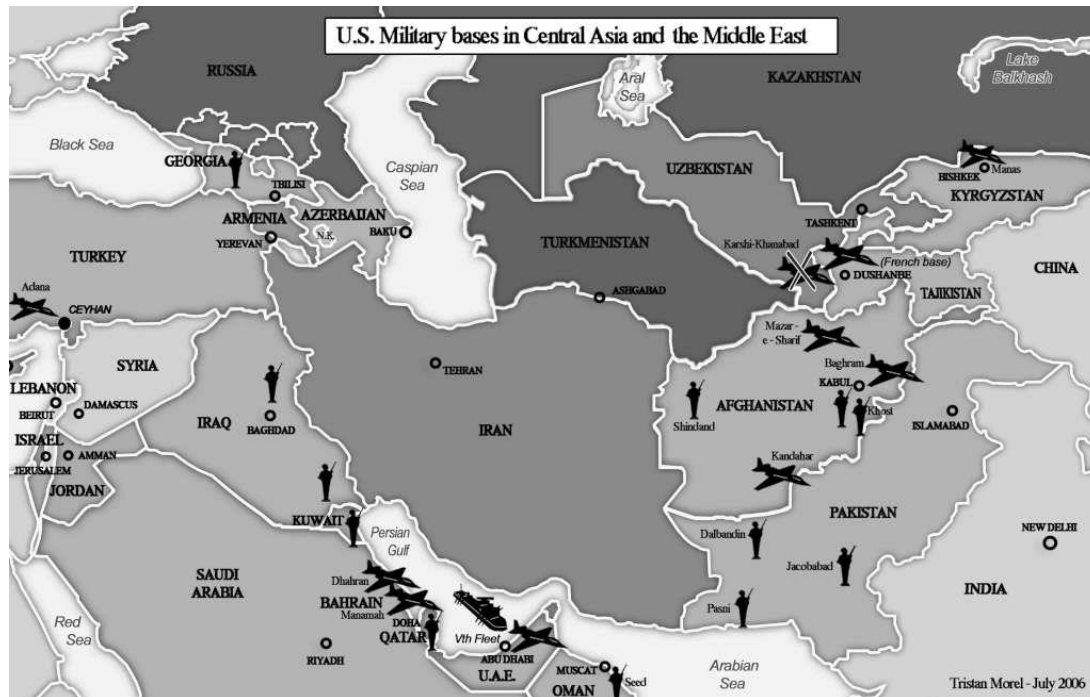 U.S. Military bases in Central Asia and the Middle East
RUSSIA
KAZAKHSTAN
Lake
Balkhash
Aral
Sea
Black Sea
Caspian
Sea
GEORGIA
TBILISI
UZBEKISTAN
BISHKEK
Manas
KYRGYZSTAN
ARMENIA
AZERBAIJAN
YEREVAN
N.K.
BAKU
TASHKENT
TURKEY
TURKMENISTAN
Karshi-Khanabad
(French base)
DUSHANBE
CHINA
TAJIKISTAN
Adana
CEYHAN
ASHGABAD
Mazar -
e - Sharif
SYRIA
TEHRAN
Baghram
KABUL
LEBANON
BEIRUT
DAMASCUS
IRAQ
BAGHDAD
IRAN
AFGHANISTAN
Shindand
Khost
ISLAMABAD
ISRAEL
JERUSALEM
AMMAN
JORDAN
Kandahar
KUWAIT
Persian
Gulf
PAKISTAN
Dalbandin
Jacobabad
NEW DELHI
SAUDI
ARABIA
Dhahran
BAHRAIN
Manamah
INDIA
Pasni
Red
Sea
DOHA
QATAR
Vth Fleet
ABU DHABI
RIYADH
U.A.E.
MUSCAT
OMAN
Seed
Arabian
Sea
Tristan Morel - July 2006